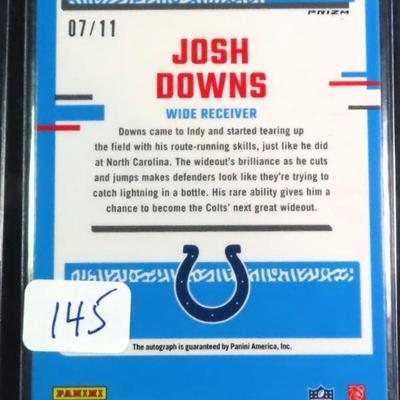 07/11
PRIZM
JOSH
DOWNS
WIDE RECEIVER
Downs came to Indy and started tearing up
the field with his route-running skills, just like he did
at North Carolina. The wideout's brilliance as he cuts
and jumps makes defenders look like they're trying to
catch lightning in a bottle. His rare ability gives him a
chance to become the Colts' next great wideout.
145
The autograph is guaranteed by Panini America, Inc.
PANINI
NFL